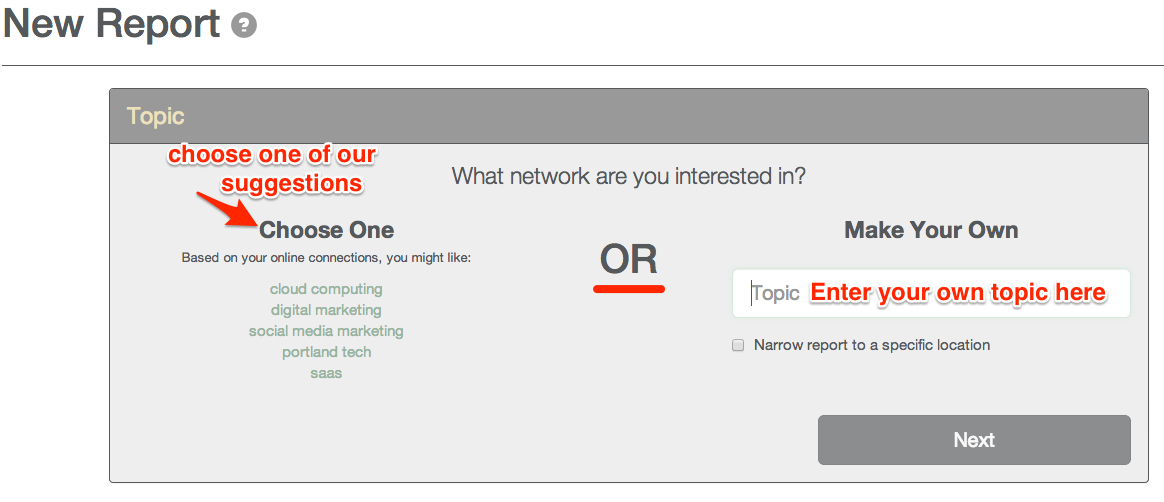 New Report ?
Topic
choose one of our
suggestions
What network are you interested in?
Choose One
Based on your online connections, you might like:
cloud computing
digital marketing
social media marketing
portland tech
saas
OR
Make Your Own
Topic Enter your own topic here
Narrow report to a specific location
Next